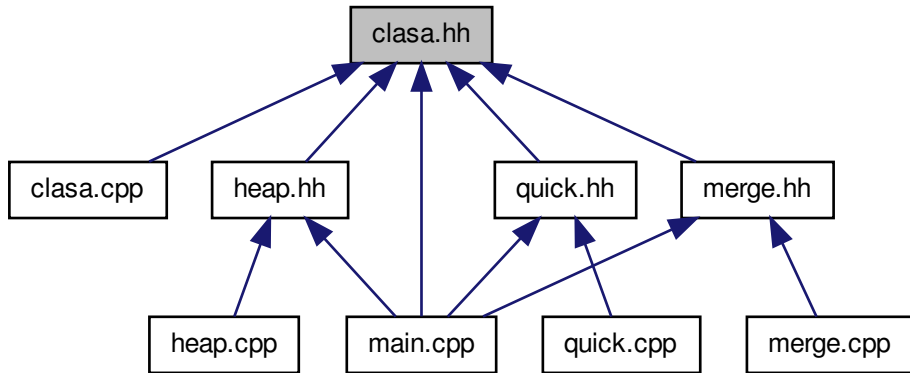 clasa.hh
clasa.cpp
heap.hh
quick.hh
merge.hh
heap.cpp
main.cpp
quick.cpp
merge.cpp